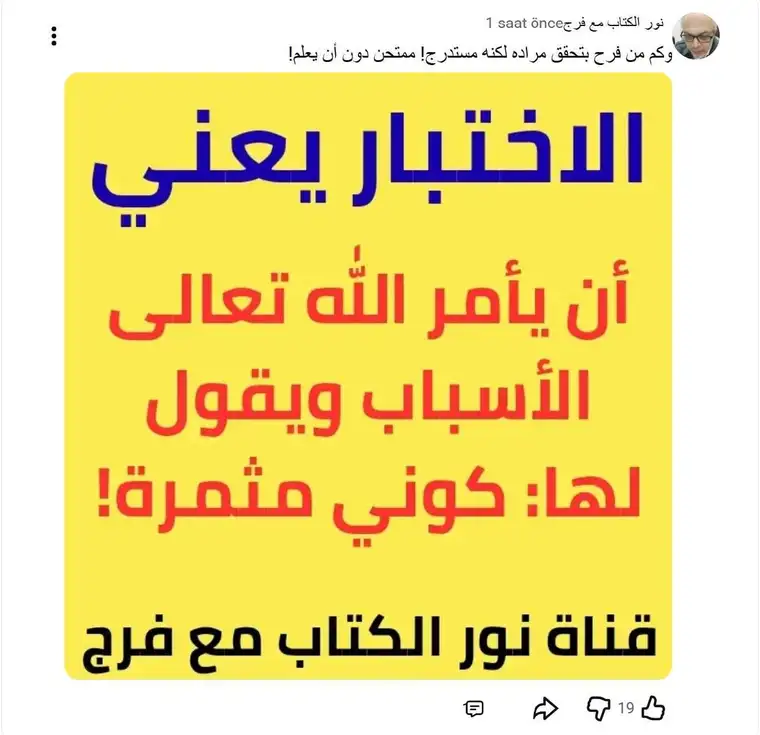 نور الكتاب مع فرج 1 saat önce
وكم من فرح بتحقق مراده لكنه مستدرج! ممتحن دون أن يعلم!
الاختبار يعني
أن يأمر الله تعالى
الأسباب ويقول
لها: كوني مثمرة!
قناة نور الكتاب مع فرج
19